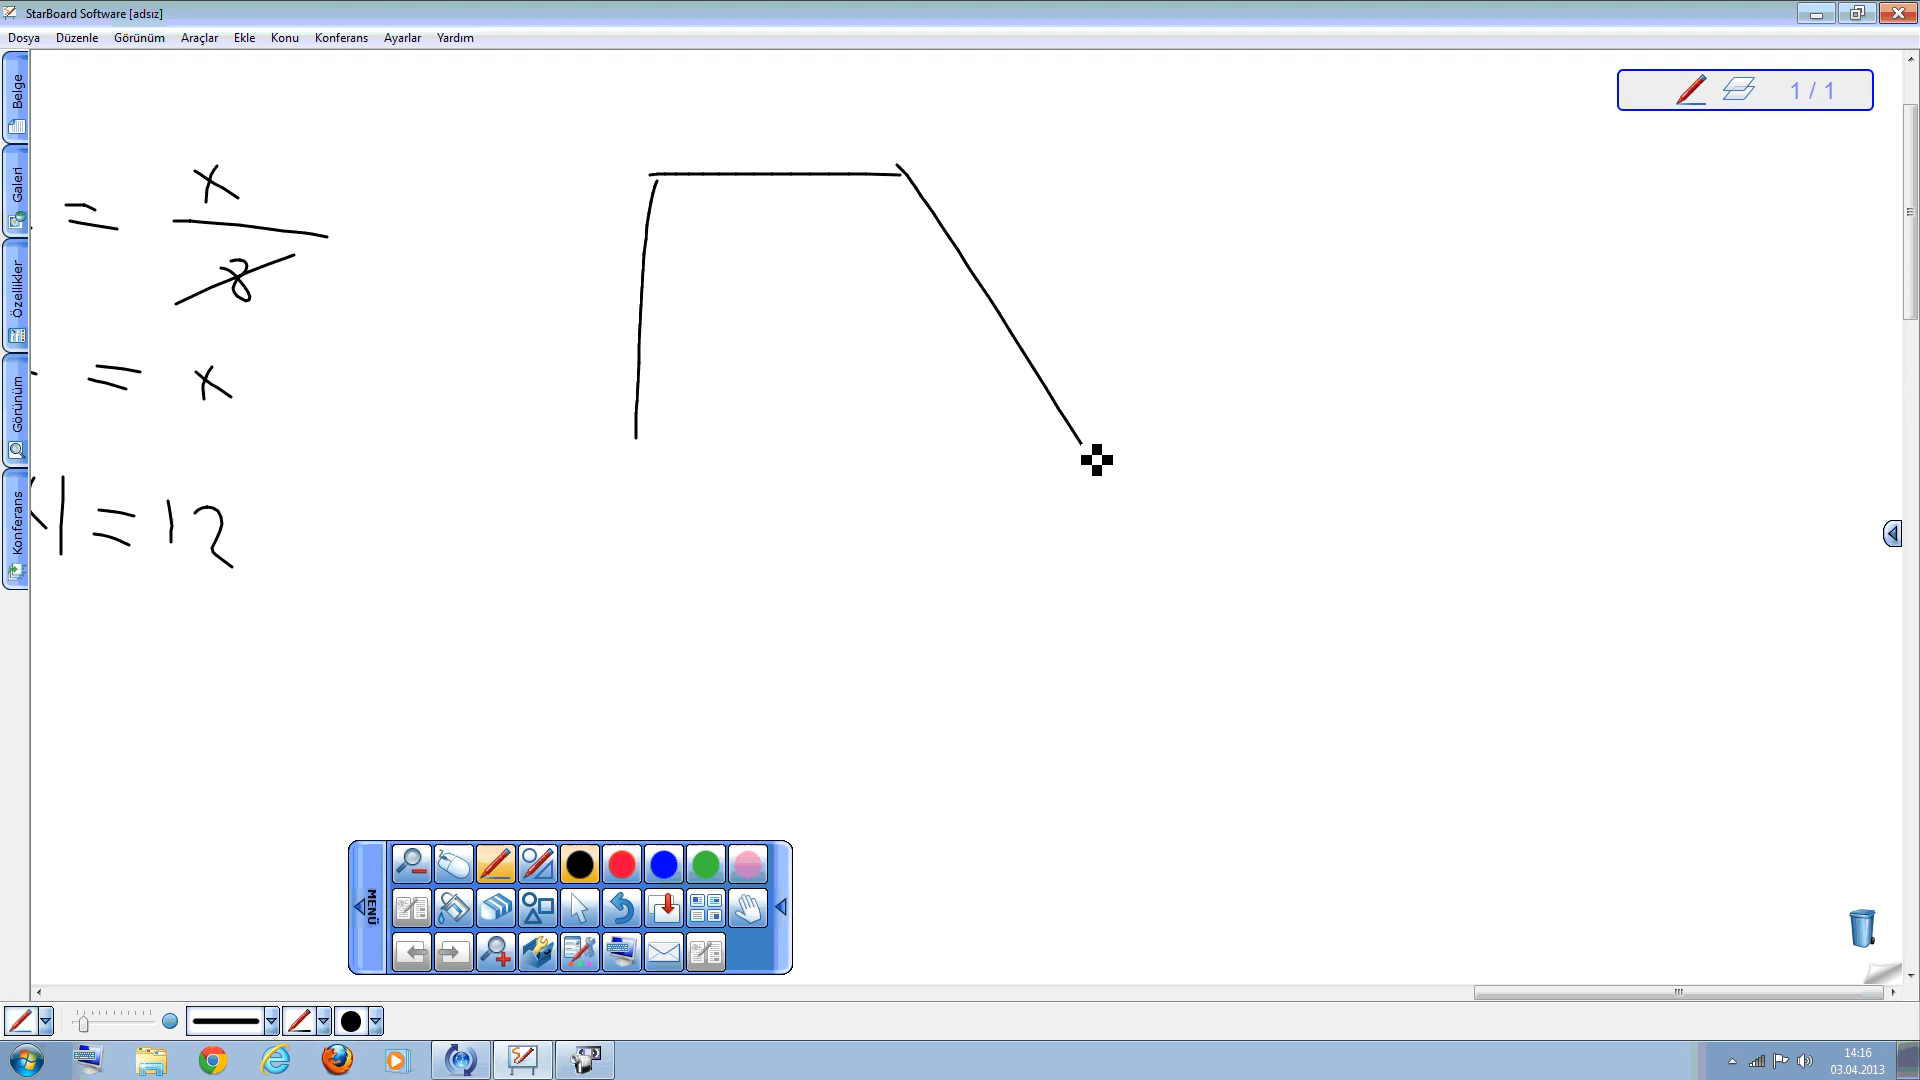 StarBoard Software [adsız]
Dosya Düzenle Görünüm Araçlar Ekle Konu Konferans Ayarlar Yardım
Belge
Galeri
Özellikler
Görünüm
Konferans
1 / 1
= x
8
= x
= 12
MENÜ
14:16
03.04.2013